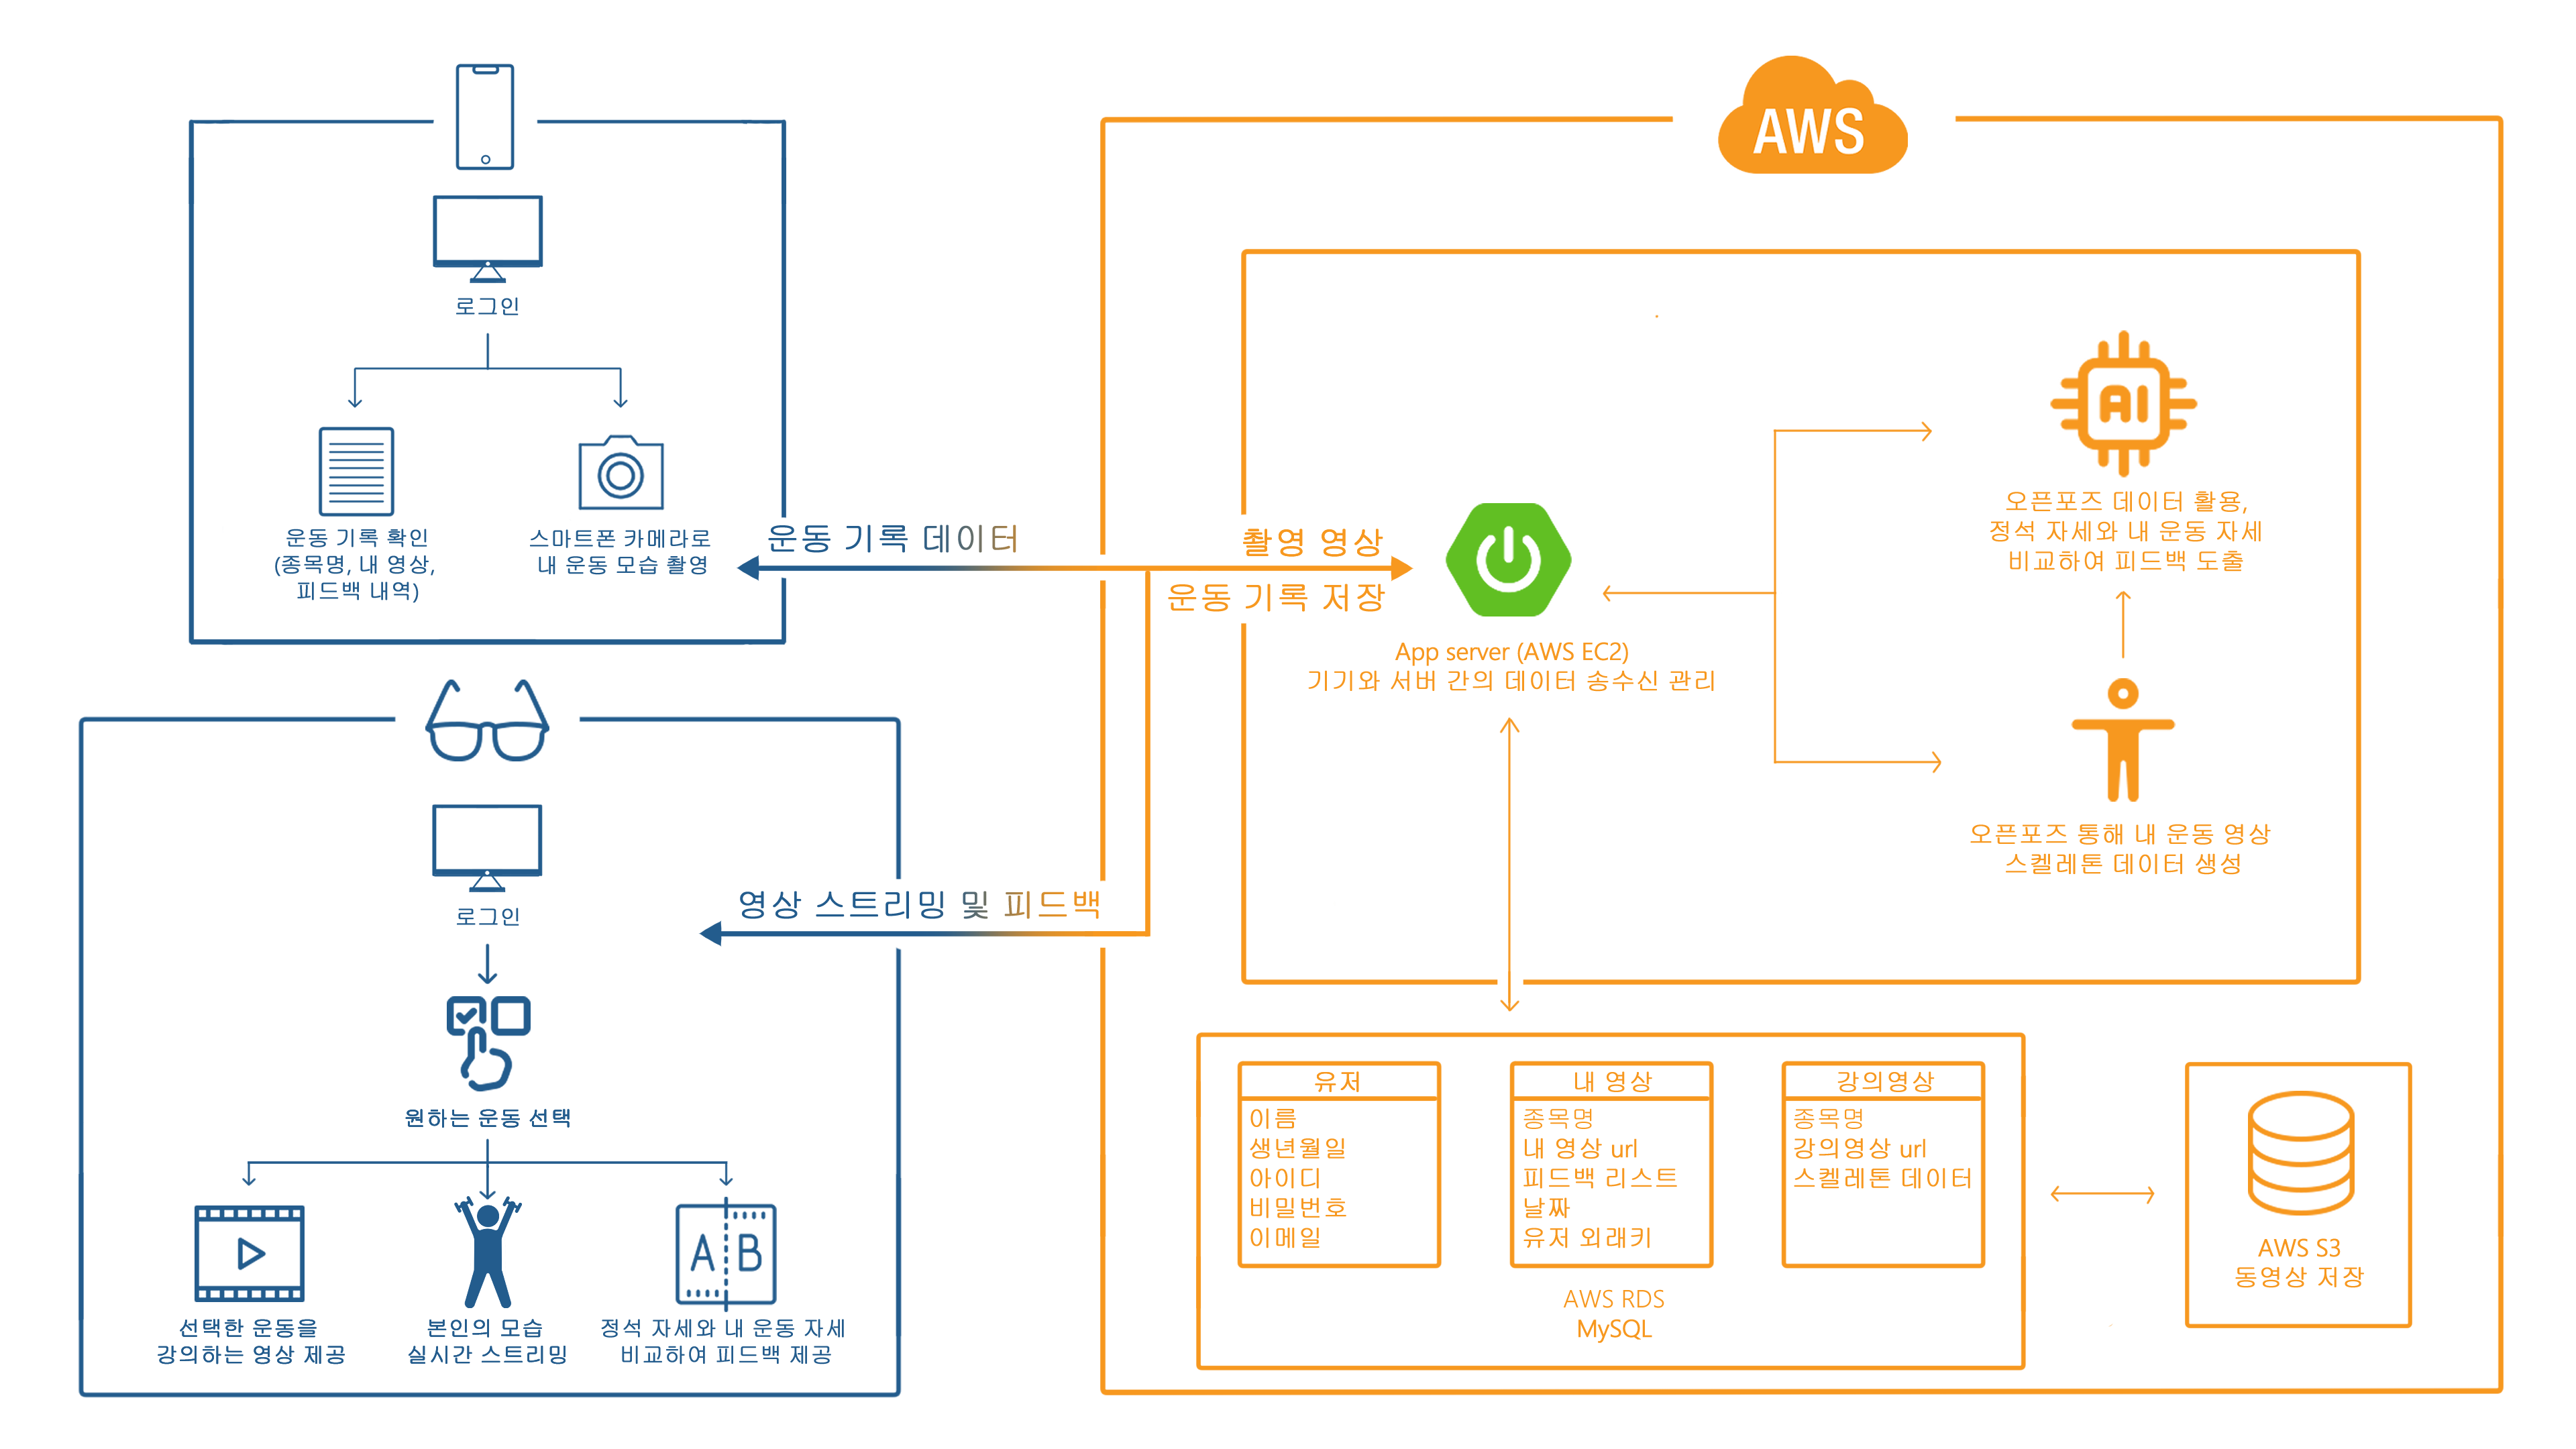 로그인
운동 기록 확인
(종목명, 내 영상,
피드백 내역)
스마트폰 카메라로
내 운동 모습 촬영
운동 기록 데이터
촬영 영상
운동 기록 저장
로그인
원하는 운동 선택
선택한 운동을
강의하는 영상 제공
본인의 모습
실시간 스트리밍
A B
정석 자세와 내 운동 자세
비교하여 피드백 제공
영상 스트리밍 및 피드백
AWS
App server (AWS EC2)
기기와 서버 간의 데이터 송수신 관리
AI
오픈포즈 데이터 활용,
정석 자세와 내 운동 자세
비교하여 피드백 도출
오픈포즈 통해 내 운동 영상
스켈레톤 데이터 생성
유저
이름
생년월일
아이디
비밀번호
이메일
내 영상
종목명
내 영상 url
피드백 리스트
날짜
유저 외래키
강의영상
종목명
강의영상 url
스켈레톤 데이터
AWS RDS
MySQL
AWS S3
동영상 저장